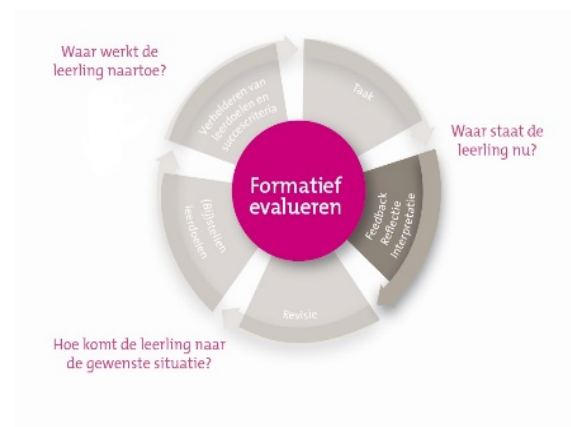 Waar werkt de
leerling naartoe?
Verhelderen van
leerdoelen en
succescriteria
Taak
Waar staat de
leerling nu?
Formatief
evalueren
Feedback
Reflectie
Interpretatie
(Bij)stellen
leerdoelen
Revisie
Hoe komt de leerling naar
de gewenste situatie?